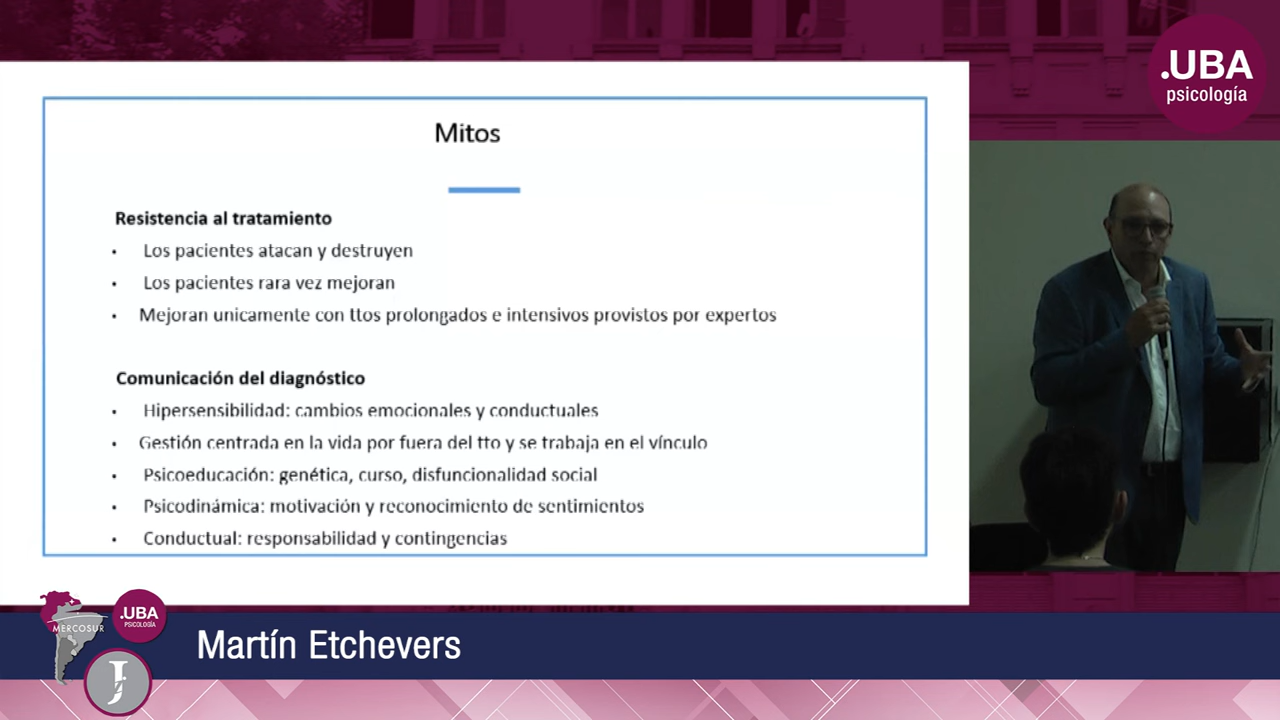 .UBA
psicología
Mitos
Resistencia al tratamiento
• Los pacientes atacan y destruyen
• Los pacientes rara vez mejoran
• Mejoran unicamente con ttos prolongados e intensivos provistos por expertos
Comunicación del diagnóstico
• Hipersensibilidad: cambios emocionales y conductuales
• Gestión centrada en la vida por fuera del tto y se trabaja en el vínculo
• Psicoeducación: genética, curso, disfuncionalidad social
• Psicodinámica: motivación y reconocimiento de sentimientos
• Conductual: responsabilidad y contingencias
MERCOSUR
.UBA
PSICOLOGÍA
J
Martín Etchevers